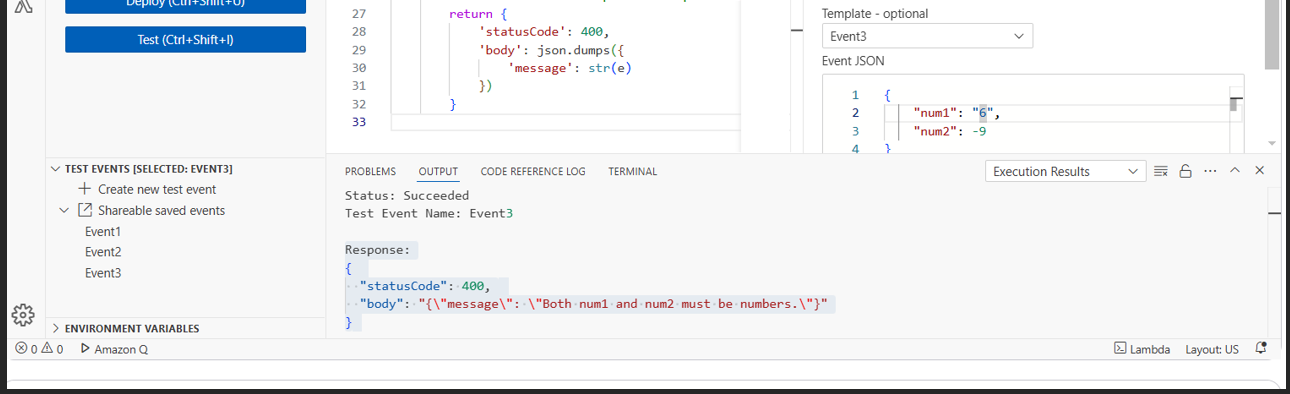 Deploy (Ctrl+Shift+U)
Test (Ctrl+Shift+I)
27 return {
28 'statusCode': 400,
29 'body': json.dumps({
30 'message': str(e)
31 })
32 }
33
Template - optional
Event3
Event JSON
1 {
2 "num1": "6",
3 "num2": -9
4 }
TEST EVENTS [SELECTED: EVENT3]
Create new test event
Shareable saved events
Event1
Event2
Event3
ENVIRONMENT VARIABLES
PROBLEMS OUTPUT CODE REFERENCE LOG TERMINAL
Execution Results
Status: Succeeded
Test Event Name: Event3
Response:
{
"statusCode": 400,
"body": "{\"message\": \"Both num1 and num2 must be numbers.\"}"
}
0 0 Amazon Q
Lambda Layout: US